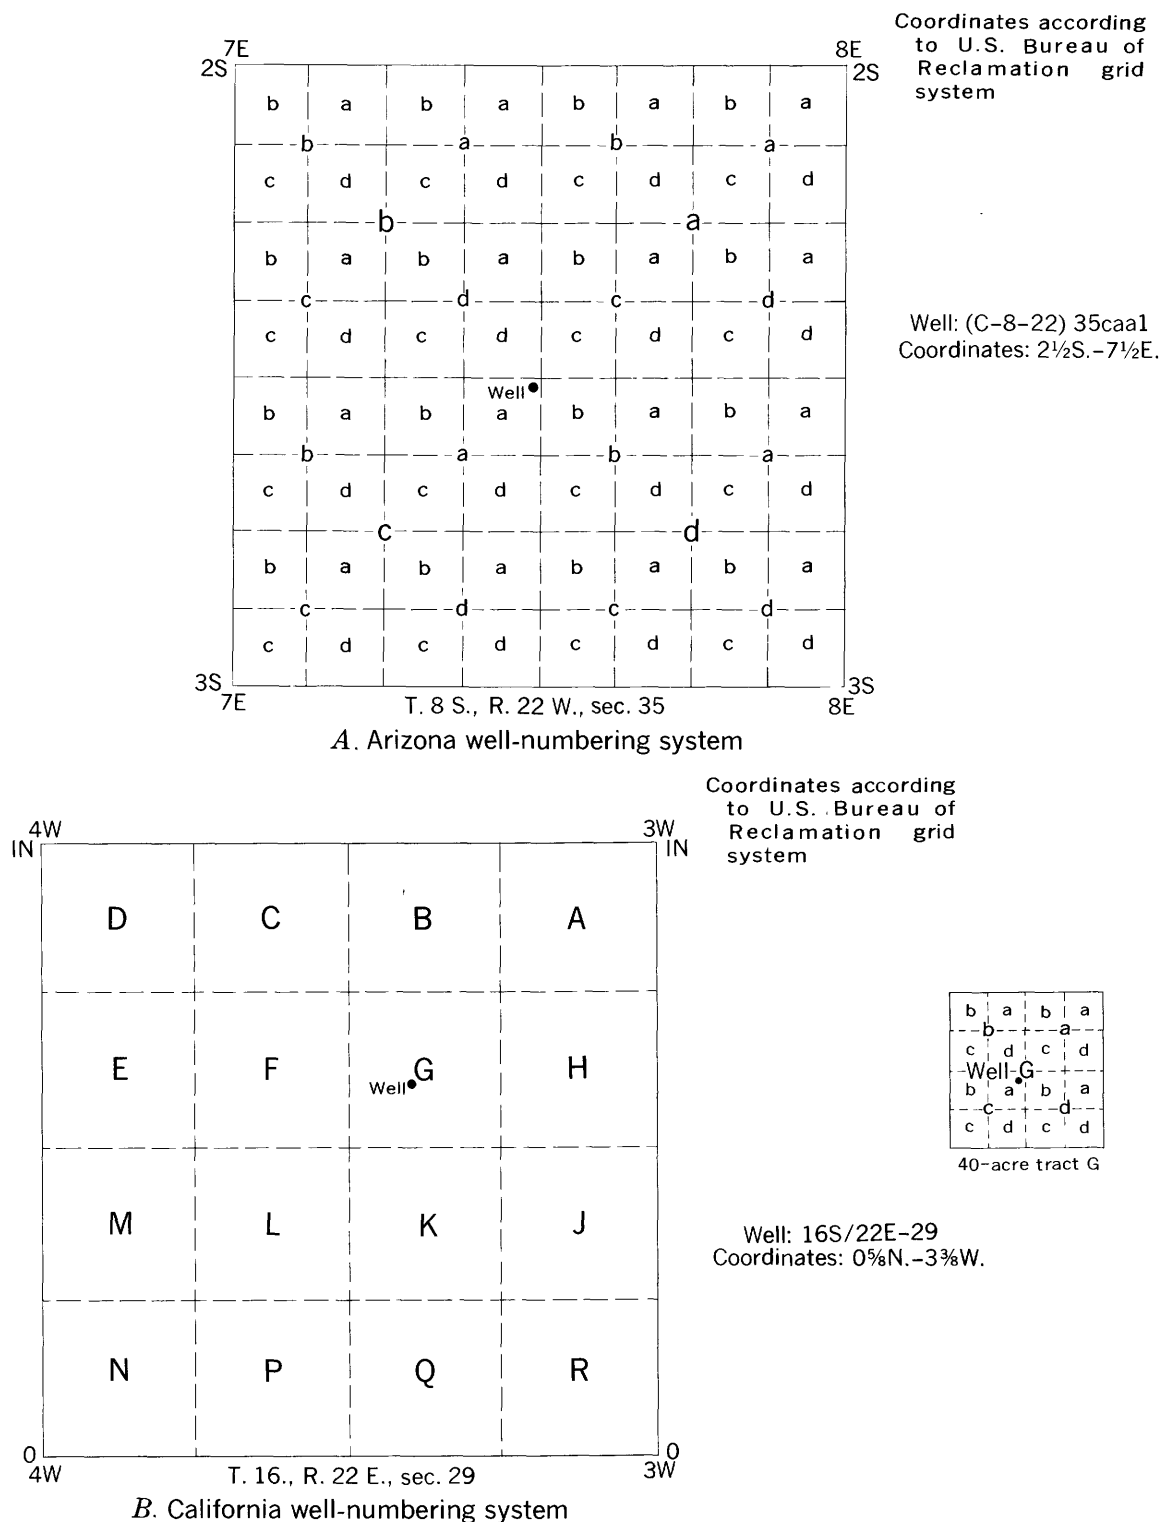 Coordinates according
to U.S. Bureau of
Reclamation grid
system
7E 8E
2S 2S
b a b a b a b a
b a b a
c d c d c d c d
b a
b a b a b a b a
c d c d
c d c d c d c d
Well: (C-8-22) 35caa1
Coordinates: 2½S.-7½E.
Well
b a b a b a b a
b a b a
c d c d c d c d
c d
b a b a b a b a
c d c d
c d c d c d c d
3S 3S
7E 8E
T. 8 S., R. 22 W., sec. 35
A. Arizona well-numbering system
Coordinates according
to U.S. Bureau of
Reclamation grid
system
4W 3W
IN IN
D C B A
E F G H
Well
M L K J
N P Q R
0 0
4W 3W
T. 16., R. 22 E., sec. 29
B. California well-numbering system
b a b a
b a
c d c d
Well G
b a b a
c d
c d c d
40-acre tract G
Well: 16S/22E-29
Coordinates: 0⅝N.-3⅜W.